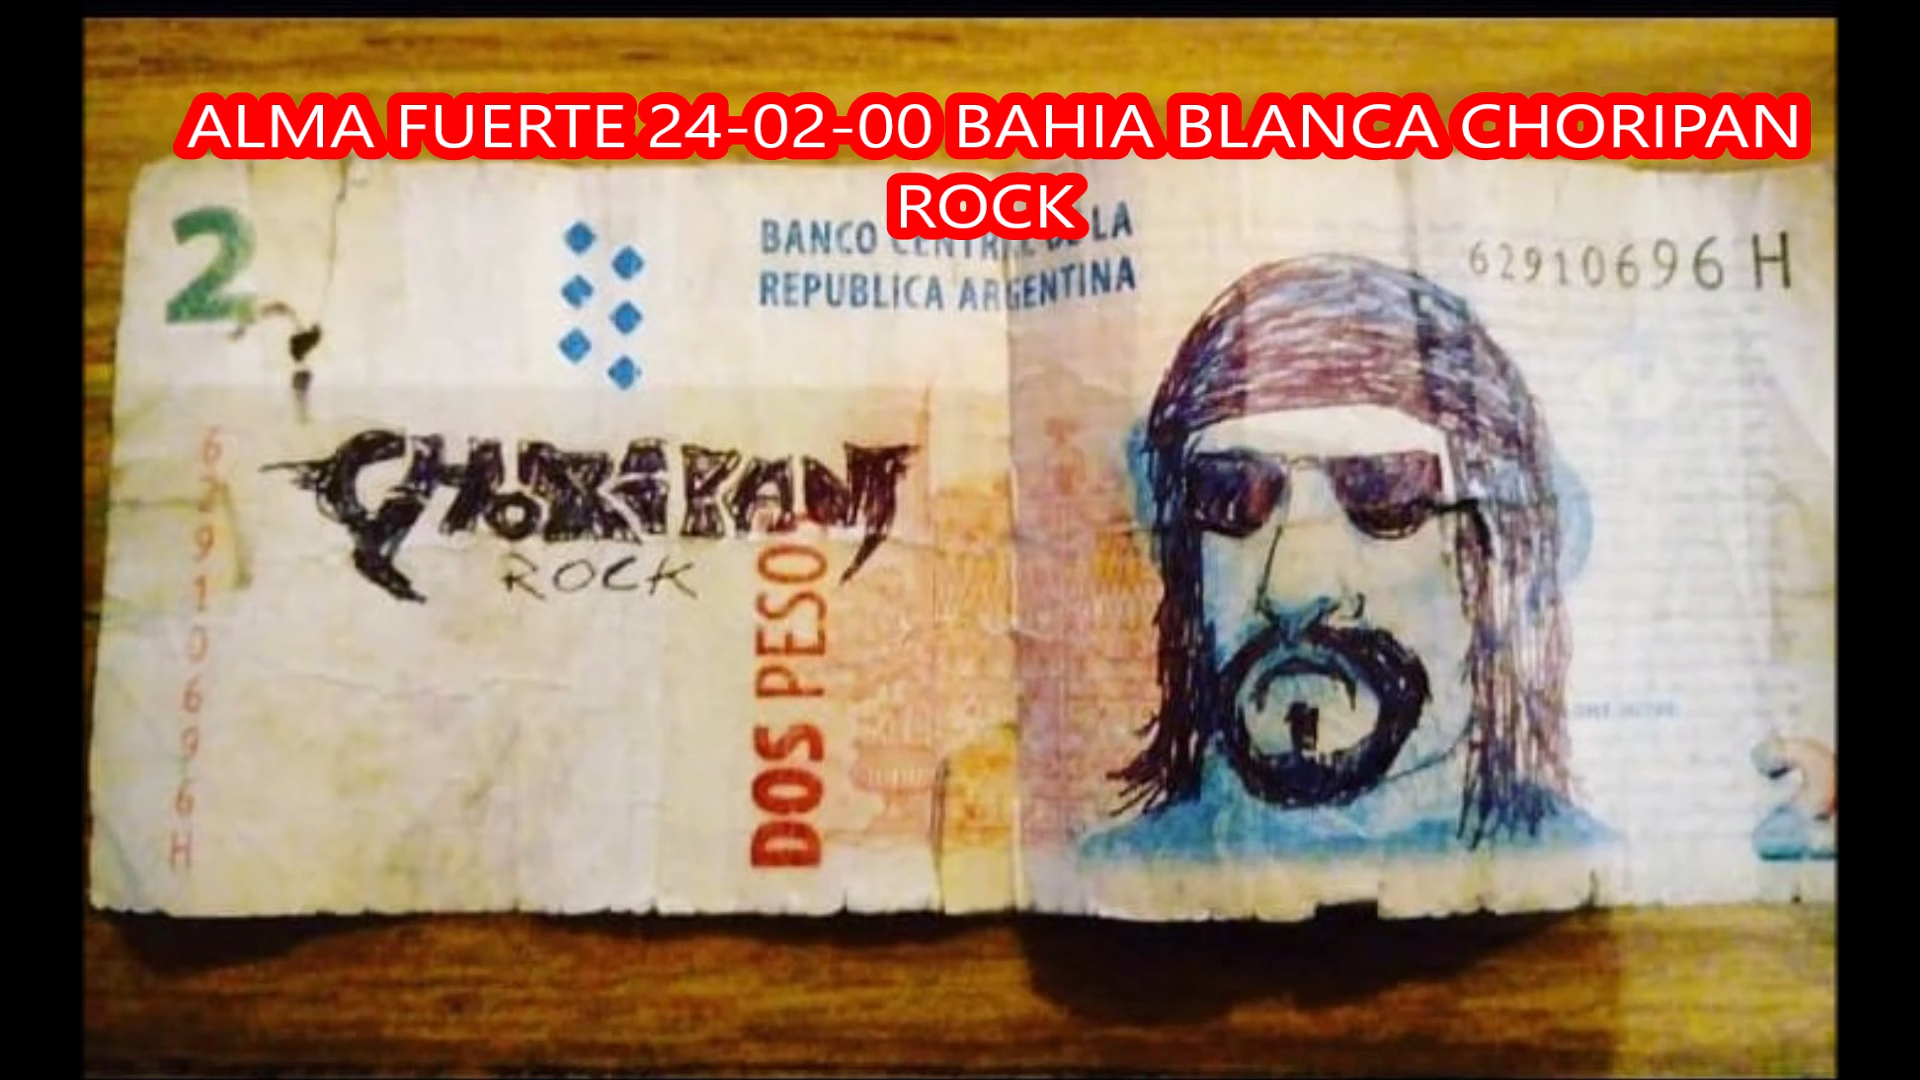 ALMA FUERTE 24-02-00 BAHIA BLANCA CHORIPAN
ROCK
2
BANCO CENTRAL DE LA
REPUBLICA ARGENTINA
62910696 H
CHORIPAN
ROCK
62910696H
DOS PESOS
2